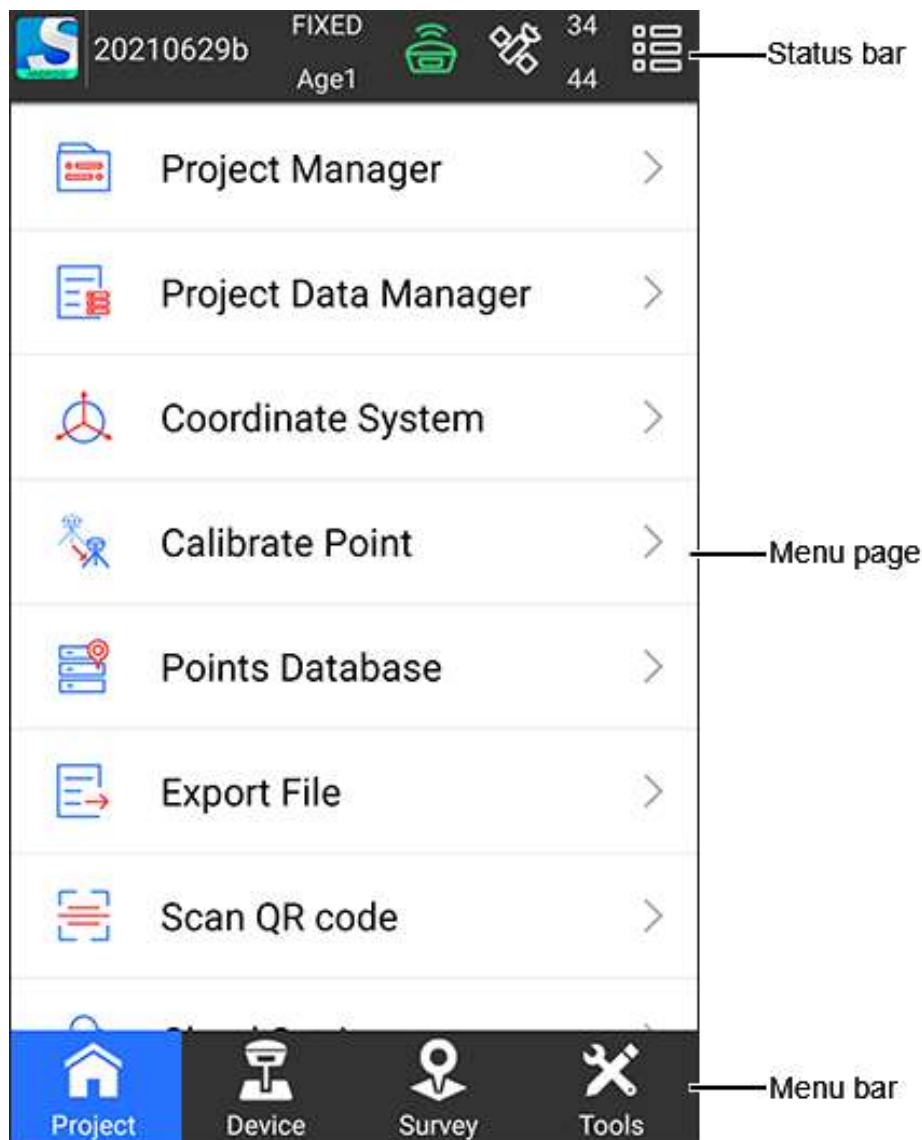 20210629b
FIXED
Age1
34
44
Status bar
Project Manager
Project Data Manager
Coordinate System
Calibrate Point
Menu page
Points Database
Export File
Scan QR code
Project
Device
Survey
Tools
Menu bar